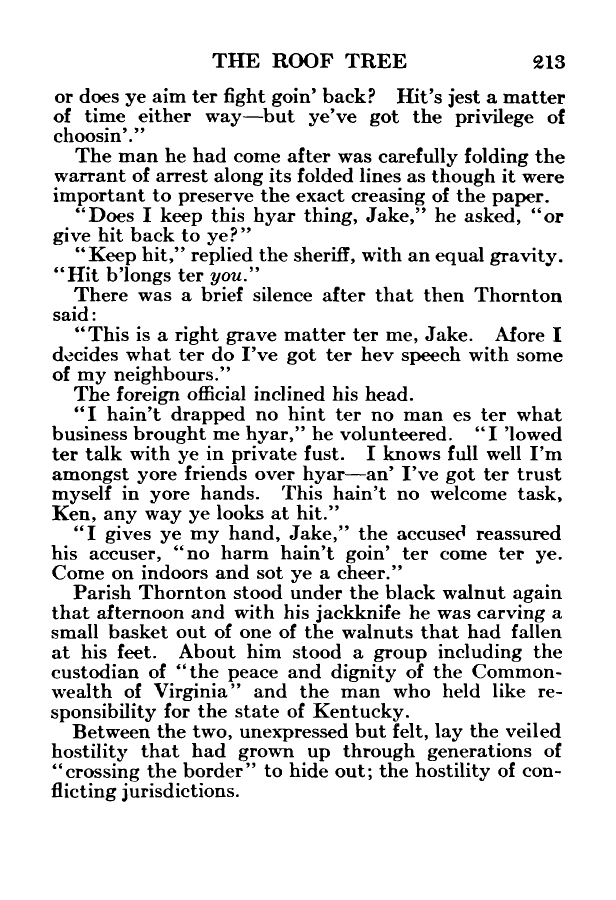 THE ROOF TREE 213
or does ye aim ter fight goin' back? Hit's jest a matter
of time either way—but ye've got the privilege of
choosin'."
The man he had come after was carefully folding the
warrant of arrest along its folded lines as though it were
important to preserve the exact creasing of the paper.
"Does I keep this hyar thing, Jake," he asked, "or
give hit back to ye?"
"Keep hit," replied the sheriff, with an equal gravity.
"Hit b'longs ter you."
There was a brief silence after that then Thornton
said:
"This is a right grave matter ter me, Jake. Afore I
decides what ter do I've got ter hev speech with some
of my neighbours."
The foreign official inclined his head.
"I hain't drapped no hint ter no man es ter what
business brought me hyar," he volunteered. "I 'lowed
ter talk with ye in private fust. I knows full well I'm
amongst yore friends over hyar—an' I've got ter trust
myself in yore hands. This hain't no welcome task,
Ken, any way ye looks at hit."
"I gives ye my hand, Jake," the accused reassured
his accuser, "no harm hain't goin' ter come ter ye.
Come on indoors and sot ye a cheer."
Parish Thornton stood under the black walnut again
that afternoon and with his jackknife he was carving a
small basket out of one of the walnuts that had fallen
at his feet. About him stood a group including the
custodian of "the peace and dignity of the Common-
wealth of Virginia" and the man who held like re-
sponsibility for the state of Kentucky.
Between the two, unexpressed but felt, lay the veiled
hostility that had grown up through generations of
"crossing the border" to hide out; the hostility of con-
flicting jurisdictions.